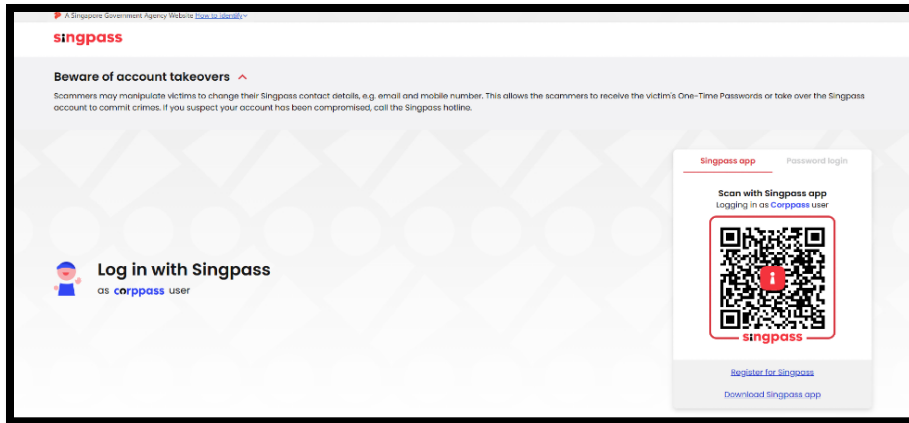 A Singapore Government Agency Website How to identify
singpass
Beware of account takeovers
Scammers may manipulate victims to change their Singpass contact details, e.g. email and mobile number. This allows the scammers to receive the victim's One-Time Passwords or take over the Singpass
account to commit crimes. If you suspect your account has been compromised, call the Singpass hotline.
Singpass app Password login
Scan with Singpass app
Logging in as Corppass user
Log in with Singpass
as corppass user
singpass
Register for Singpass
Download Singpass app